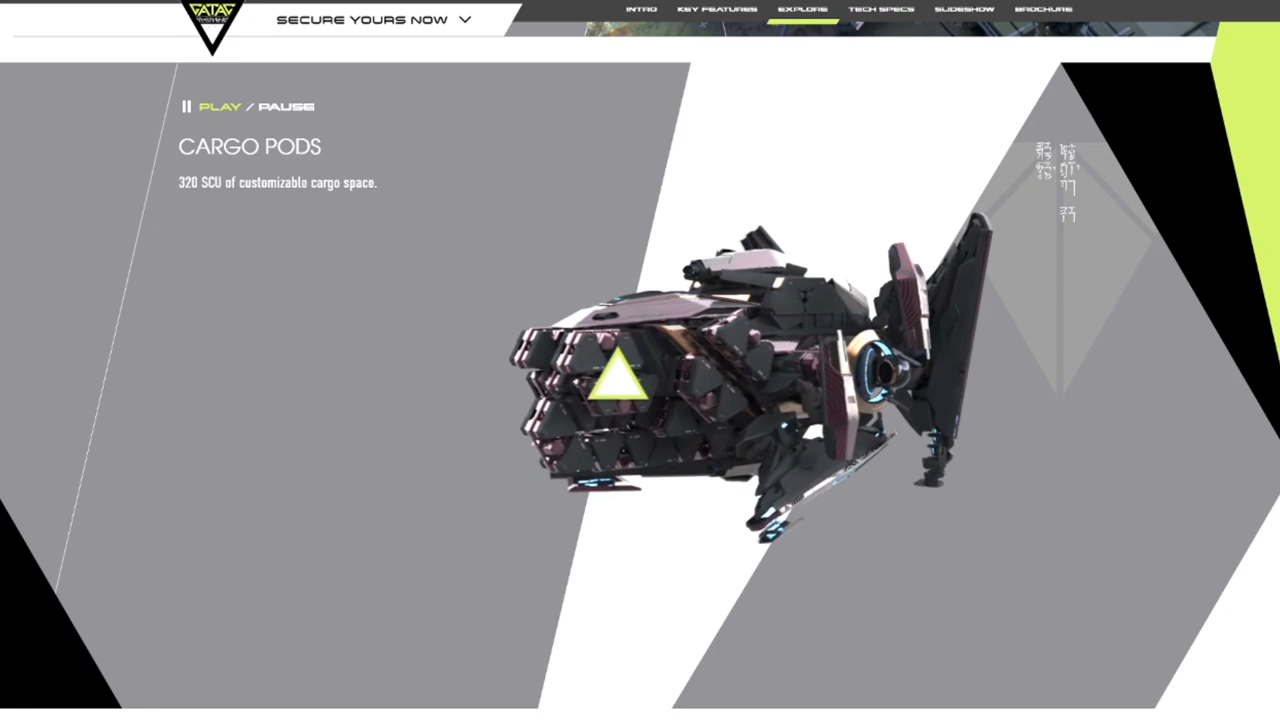 GATAC
SECURE YOURS NOW
INTRO KEY FEATURES EXPLORE TECH SPECS SLIDESHOW BROCHURE
PLAY / PAUSE
CARGO PODS
320 SCU of customizable cargo space.